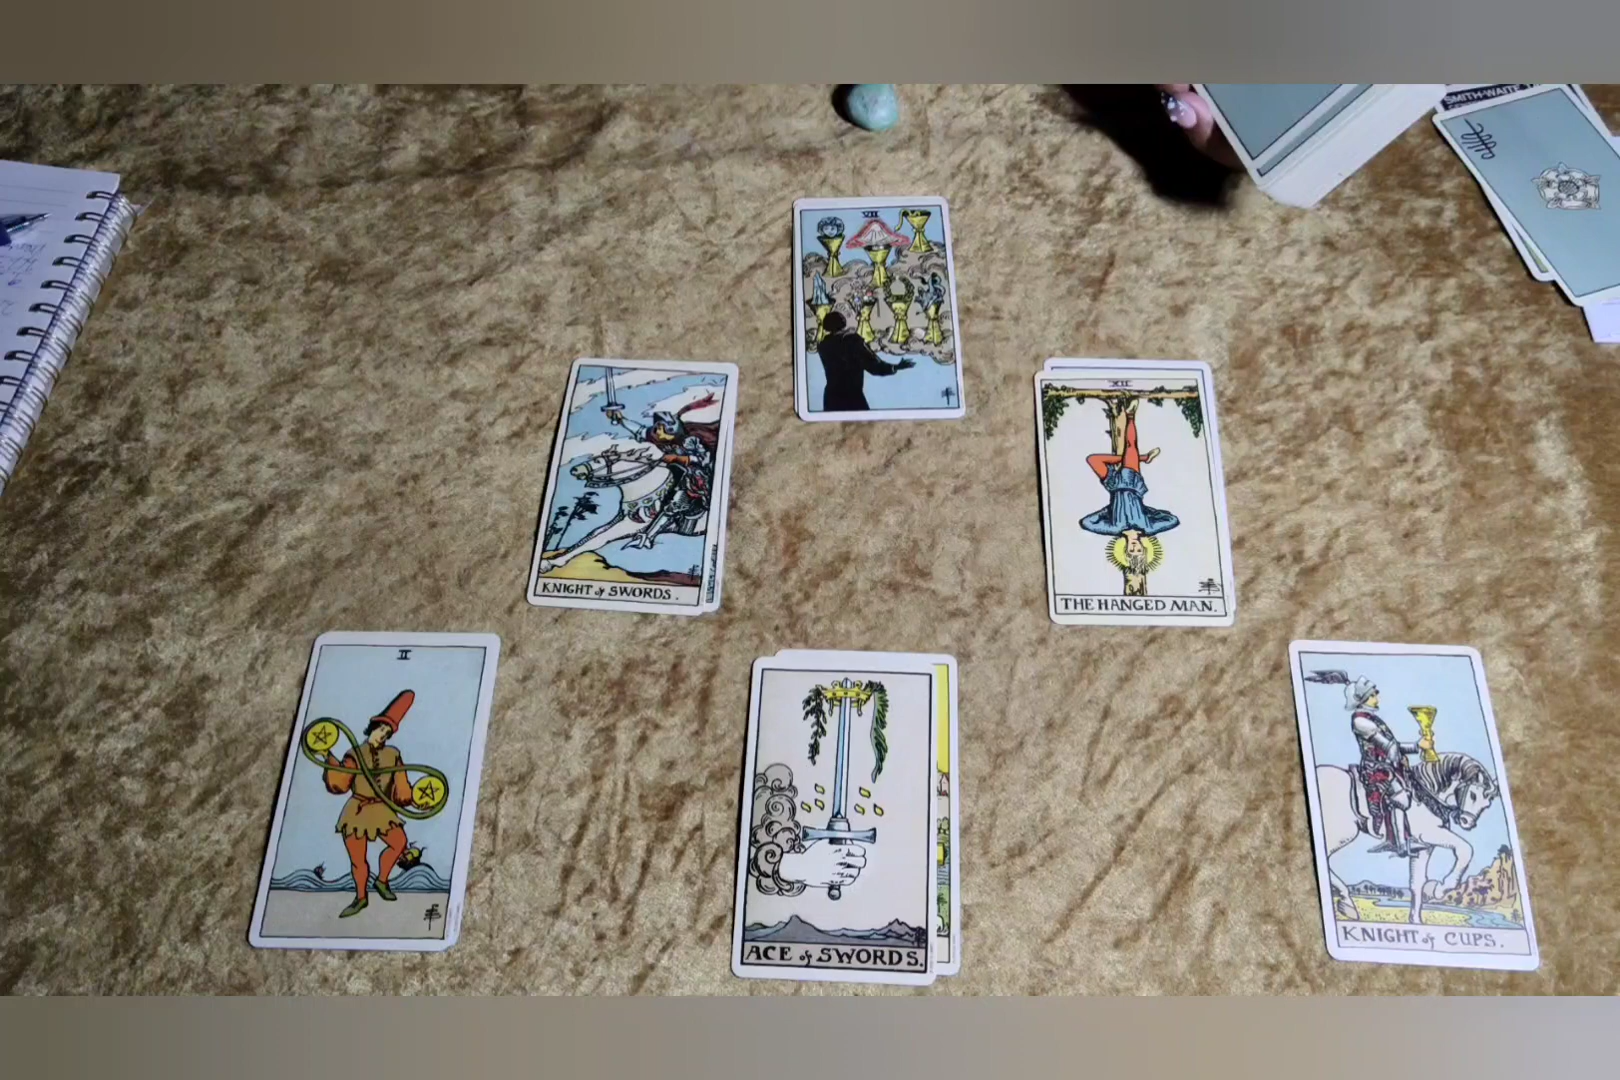 SMITH-WAITE
VII
XII
KNIGHT of SWORDS.
THE HANGED MAN.
II
ACE of SWORDS.
KNIGHT of CUPS.